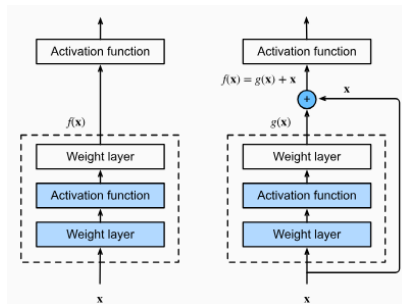 Activation function
f(x)
Weight layer
Activation function
Weight layer
x
Activation function
f(x) = g(x) + x
x
+
g(x)
Weight layer
Activation function
Weight layer
x